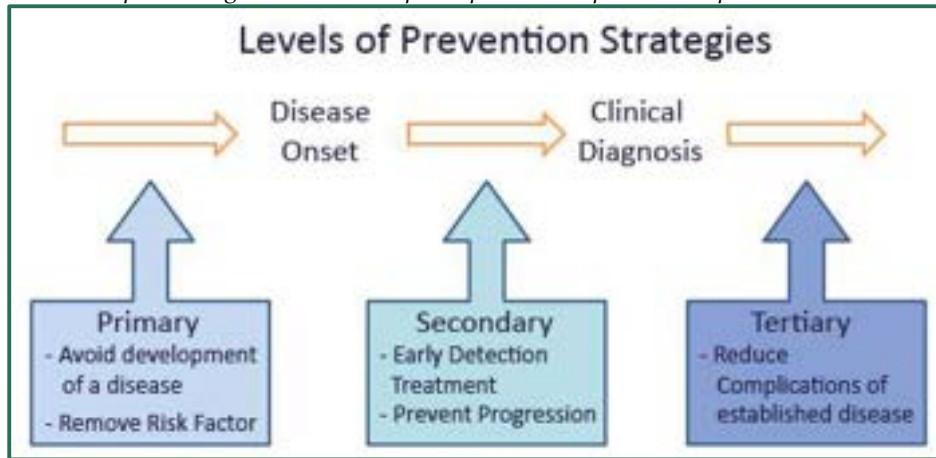 Levels of Prevention Strategies
Disease
Onset
Clinical
Diagnosis
Primary
- Avoid development
of a disease
- Remove Risk Factor
Secondary
- Early Detection
Treatment
- Prevent Progression
Tertiary
- Reduce
Complications of
established disease